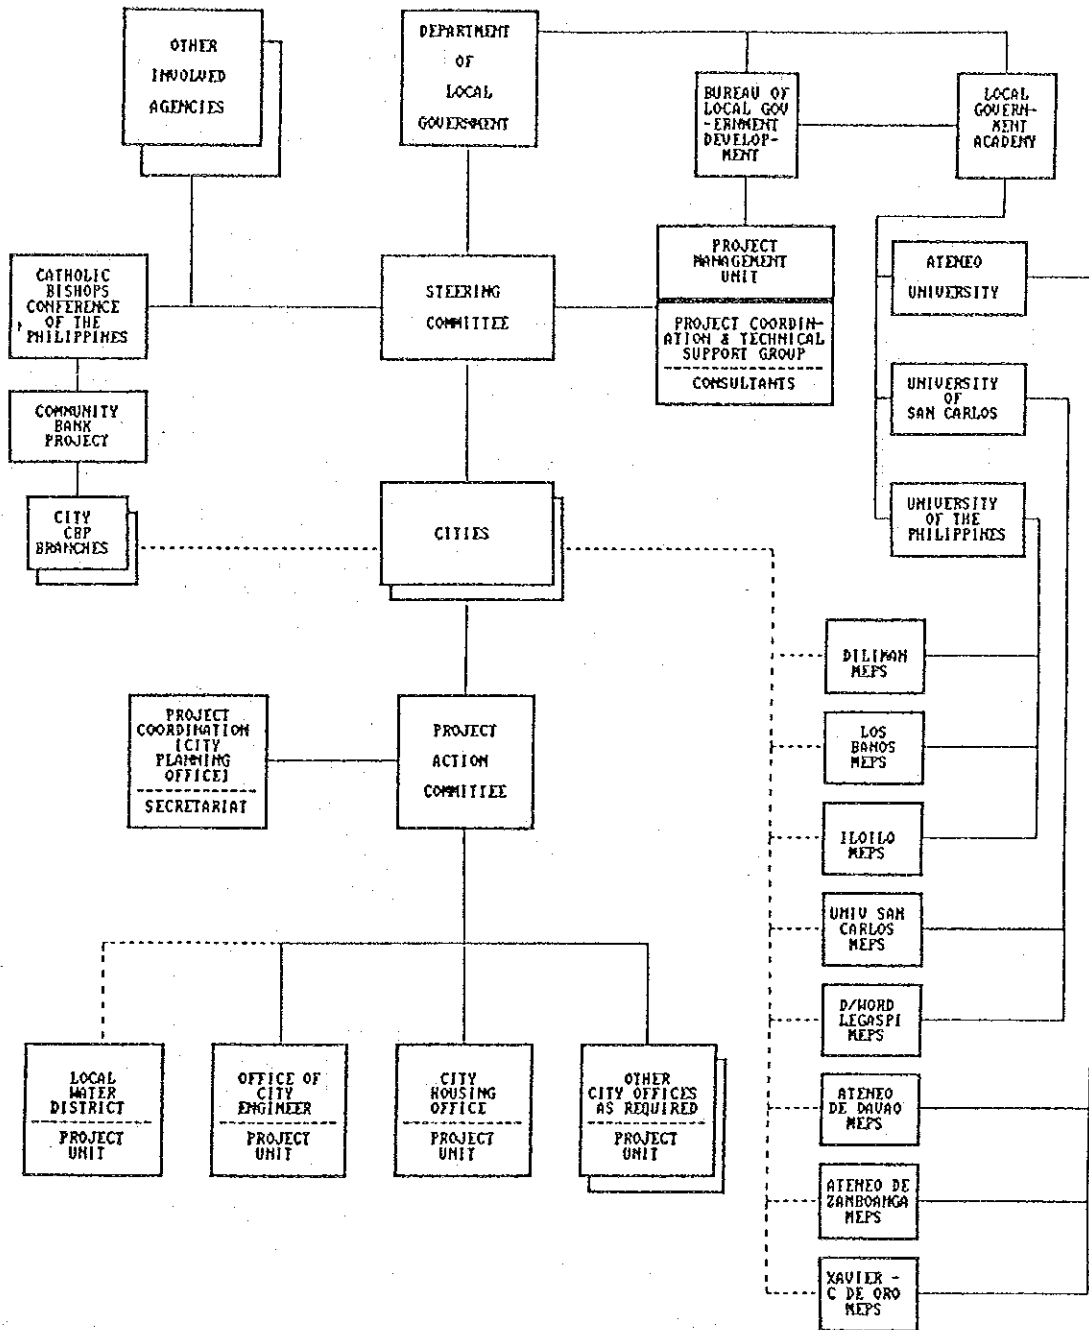 OTHER
INVOLVED
AGENCIES
DEPARTMENT
OF
LOCAL
GOVERNMENT
BUREAU OF
LOCAL GOV
-ERNMENT
DEVELOP-
MENT
LOCAL
GOVERN-
MENT
ACADEMY
CATHOLIC
BISHOPS
CONFERENCE
OF THE
PHILIPPINES
STEERING
COMMITTEE
PROJECT
MANAGEMENT
UNIT
PROJECT COORDIN-
ATION & TECHNICAL
SUPPORT GROUP
CONSULTANTS
ATENEO
UNIVERSITY
COMMUNITY
BANK
PROJECT
UNIVERSITY
OF
SAN CARLOS
CITY
CBP
BRANCHES
CITIES
UNIVERSITY
OF THE
PHILIPPINES
DILIMAN
MEPS
PROJECT
COORDINATION
[CITY
PLANNING
OFFICE]
SECRETARIAT
PROJECT
ACTION
COMMITTEE
LOS
BANOS
MEPS
ILOILO
MEPS
UNIV SAN
CARLOS
MEPS
D/WORD
LEGASPI
MEPS
LOCAL
WATER
DISTRICT
PROJECT
UNIT
OFFICE OF
CITY
ENGINEER
PROJECT
UNIT
CITY
HOUSING
OFFICE
PROJECT
UNIT
OTHER
CITY OFFICES
AS REQUIRED
PROJECT
UNIT
ATENEO
DE DAVAO
MEPS
ATENEO DE
ZAMBOANGA
MEPS
XAVIER -
C DE ORO
MEPS